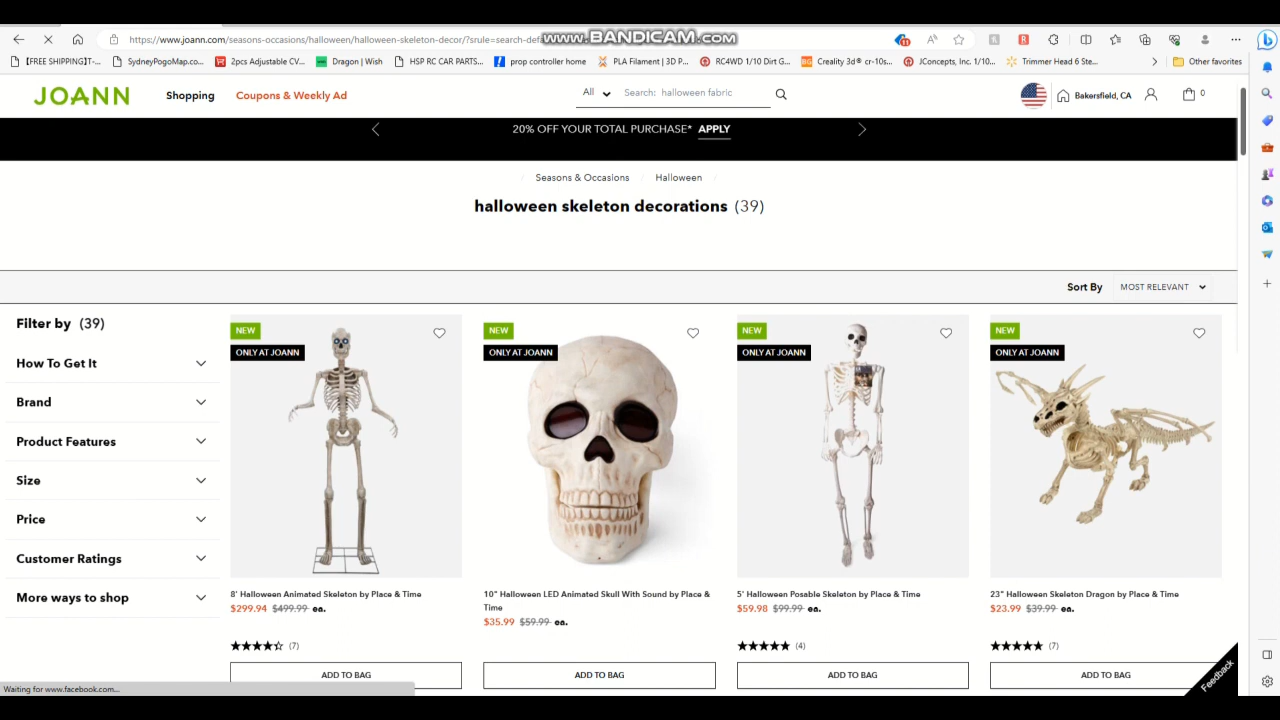 www.BANDICAM.com
https://www.joann.com/seasons-occasions/halloween/halloween-skeleton-decor/?srule=search-defa
11
[FREE SHIPPING]T-...
SydneyPogoMap.co...
2pcs Adjustable CV...
Dragon | Wish
HSP RC CAR PARTS...
prop controller home
PLA Filament | 3D P...
RC4WD 1/10 Dirt G...
Creality 3d® cr-10s...
JConcepts, Inc. 1/10...
Trimmer Head 6 Ste...
Other favorites
JOANN
Shopping
Coupons & Weekly Ad
All
Search: halloween fabric
Bakersfield, CA
0
20% OFF YOUR TOTAL PURCHASE* APPLY
/ Seasons & Occasions / Halloween /
halloween skeleton decorations (39)
Sort By MOST RELEVANT
Filter by (39)
How To Get It
Brand
Product Features
Size
Price
Customer Ratings
More ways to shop
NEW
ONLY AT JOANN
8' Halloween Animated Skeleton by Place & Time
$299.94 $499.99 ea.
(7)
ADD TO BAG
NEW
ONLY AT JOANN
10" Halloween LED Animated Skull With Sound by Place &
Time
$35.99 $59.99 ea.
ADD TO BAG
NEW
ONLY AT JOANN
5' Halloween Posable Skeleton by Place & Time
$59.98 $99.99 ea.
(4)
ADD TO BAG
NEW
ONLY AT JOANN
23" Halloween Skeleton Dragon by Place & Time
$23.99 $39.99 ea.
(7)
ADD TO BAG
Feedback
Waiting for www.facebook.com...